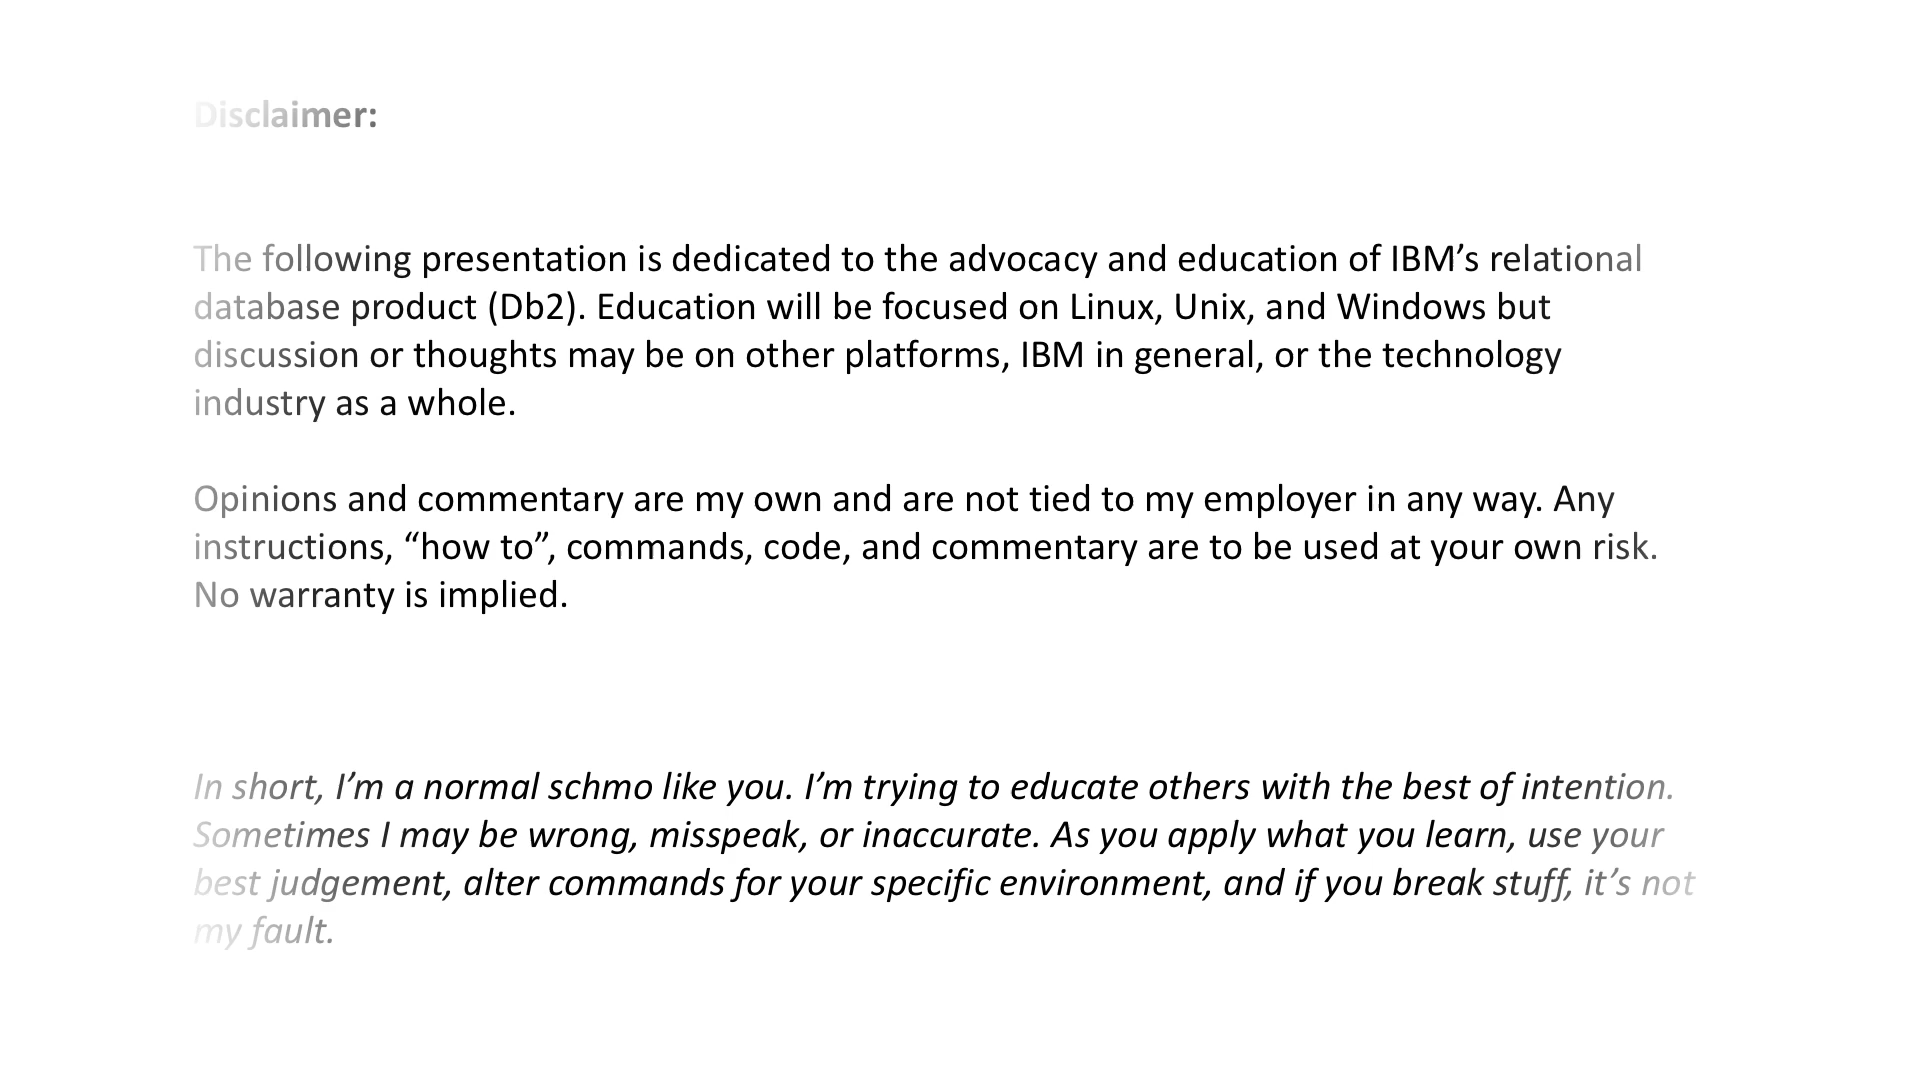 Disclaimer:
The following presentation is dedicated to the advocacy and education of IBM’s relational
database product (Db2). Education will be focused on Linux, Unix, and Windows but
discussion or thoughts may be on other platforms, IBM in general, or the technology
industry as a whole.
Opinions and commentary are my own and are not tied to my employer in any way. Any
instructions, “how to”, commands, code, and commentary are to be used at your own risk.
No warranty is implied.
In short, I’m a normal schmo like you. I’m trying to educate others with the best of intention.
Sometimes I may be wrong, misspeak, or inaccurate. As you apply what you learn, use your
best judgement, alter commands for your specific environment, and if you break stuff, it’s not
my fault.